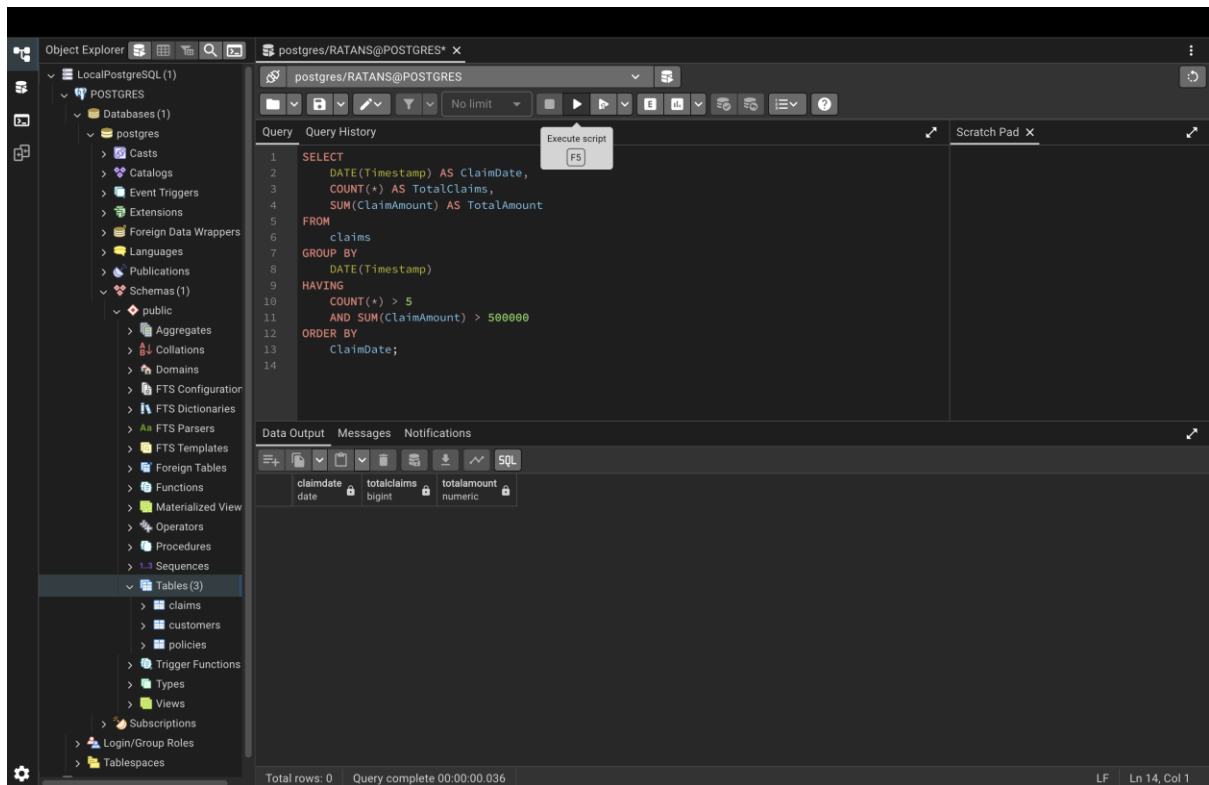 Object Explorer
LocalPostgreSQL (1)
POSTGRES
Databases (1)
postgres
Casts
Catalogs
Event Triggers
Extensions
Foreign Data Wrappers
Languages
Publications
Schemas (1)
public
Aggregates
Collations
Domains
FTS Configuration
FTS Dictionaries
Aa FTS Parsers
FTS Templates
Foreign Tables
Functions
Materialized View
Operators
Procedures
1..3 Sequences
Tables (3)
claims
customers
policies
Trigger Functions
Types
Views
Subscriptions
Login/Group Roles
Tablespaces
postgres/RATANS@POSTGRES*
postgres/RATANS@POSTGRES
No limit
E
Execute script
F5
Query Query History
Scratch Pad
1 SELECT
2 DATE(Timestamp) AS ClaimDate,
3 COUNT(*) AS TotalClaims,
4 SUM(ClaimAmount) AS TotalAmount
5 FROM
6 claims
7 GROUP BY
8 DATE(Timestamp)
9 HAVING
10 COUNT(*) > 5
11 AND SUM(ClaimAmount) > 500000
12 ORDER BY
13 ClaimDate;
14
Data Output Messages Notifications
SQL
claimdate totalclaims totalamount
date bigint numeric
Total rows: 0 Query complete 00:00:00.036 LF Ln 14, Col 1